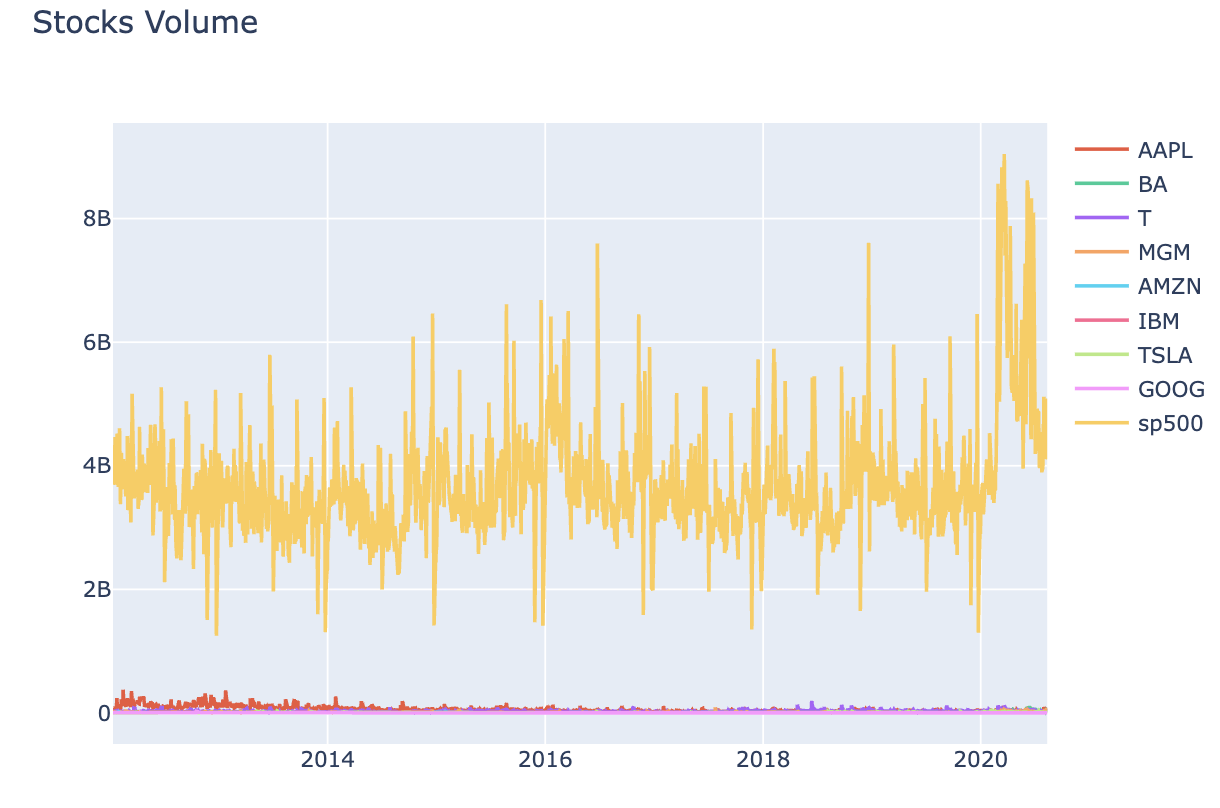 Stocks Volume
8B
6B
4B
2B
0
2014
2016
2018
2020
AAPL
BA
T
MGM
AMZN
IBM
TSLA
GOOG
sp500